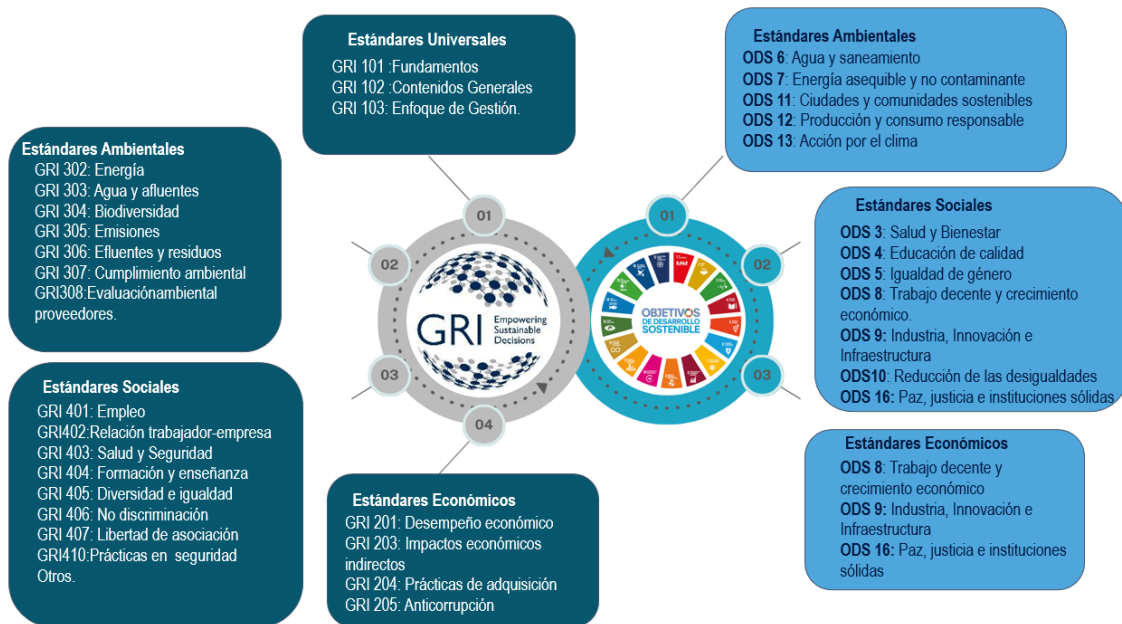 Estándares Universales
GRI 101 :Fundamentos
GRI 102 :Contenidos Generales
GRI 103: Enfoque de Gestión.
Estándares Ambientales
GRI 302: Energía
GRI 303: Agua y afluentes
GRI 304: Biodiversidad
GRI 305: Emisiones
GRI 306: Efluentes y residuos
GRI 307: Cumplimiento ambiental
GRI308:Evaluaciónambiental
proveedores.
Estándares Sociales
GRI 401: Empleo
GRI402:Relación trabajador-empresa
GRI 403: Salud y Seguridad
GRI 404: Formación y enseñanza
GRI 405: Diversidad e igualdad
GRI 406: No discriminación
GRI 407: Libertad de asociación
GRI410:Prácticas en seguridad
Otros.
Estándares Económicos
GRI 201: Desempeño económico
GRI 203: Impactos económicos
indirectos
GRI 204: Prácticas de adquisición
GRI 205: Anticorrupción
01
02
03
04
GRI
Empowering
Sustainable
Decisions
01
02
03
OBJETIVOS
DE DESARROLLO
SOSTENIBLE
Estándares Ambientales
ODS 6: Agua y saneamiento
ODS 7: Energía asequible y no contaminante
ODS 11: Ciudades y comunidades sostenibles
ODS 12: Producción y consumo responsable
ODS 13: Acción por el clima
Estándares Sociales
ODS 3: Salud y Bienestar
ODS 4: Educación de calidad
ODS 5: Igualdad de género
ODS 8: Trabajo decente y crecimiento
económico.
ODS 9: Industria, Innovación e
Infraestructura
ODS10: Reducción de las desigualdades
ODS 16: Paz, justicia e instituciones sólidas
Estándares Económicos
ODS 8: Trabajo decente y
crecimiento económico
ODS 9: Industria, Innovación e
Infraestructura
ODS 16: Paz, justicia e instituciones
sólidas